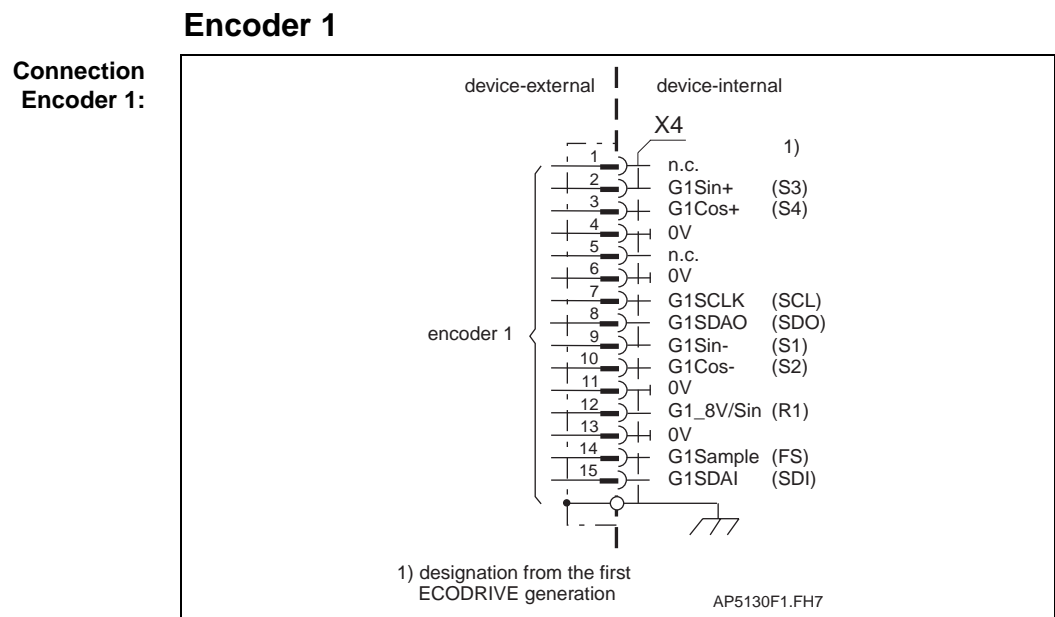 Encoder 1
Connection
Encoder 1:
device-external device-internal
X4
1)
1 n.c.
2 G1Sin+ (S3)
3 G1Cos+ (S4)
4 0V
5 n.c.
6 0V
7 G1SCLK (SCL)
8 G1SDAO (SDO)
encoder 1
9 G1Sin- (S1)
10 G1Cos- (S2)
11 0V
12 G1_8V/Sin (R1)
13 0V
14 G1Sample (FS)
15 G1SDAI (SDI)
1) designation from the first
ECODRIVE generation
AP5130F1.FH7